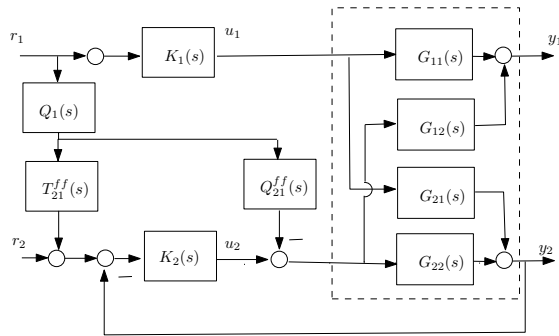 r₁
u₁
y₁
K₁(s)
G₁₁(s)
Q₁(s)
G₁₂(s)
T₂₁ᶠᶠ(s)
Q₂₁ᶠᶠ(s)
G₂₁(s)
r₂
K₂(s)
u₂
−
G₂₂(s)
y₂
−